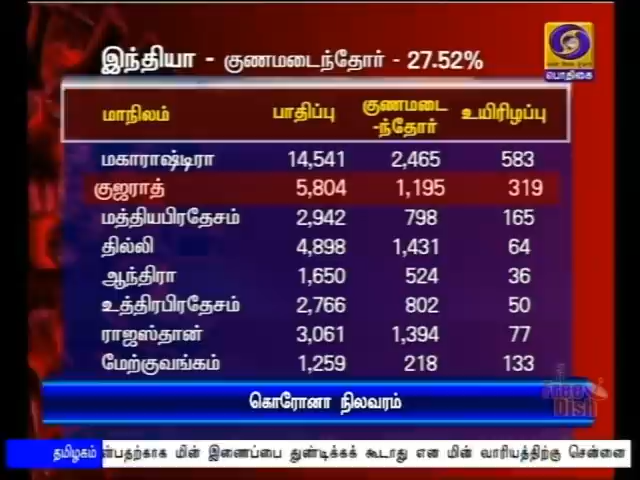 இந்தியா - குணமடைந்தோர் - 27.52%
பொதிகை
மாநிலம் பாதிப்பு குணமடை -ந்தோர் உயிரிழப்பு
மகாராஷ்டிரா 14,541 2,465 583
குஜராத் 5,804 1,195 319
மத்தியபிரதேசம் 2,942 798 165
தில்லி 4,898 1,431 64
ஆந்திரா 1,650 524 36
உத்திரபிரதேசம் 2,766 802 50
ராஜஸ்தான் 3,061 1,394 77
மேற்குவங்கம் 1,259 218 133
கொரோனா நிலவரம்
free Dish
தமிழகம் ன்பதற்காக மின் இணைப்பை துண்டிக்கக் கூடாது என மின் வாரியத்திற்கு சென்னை